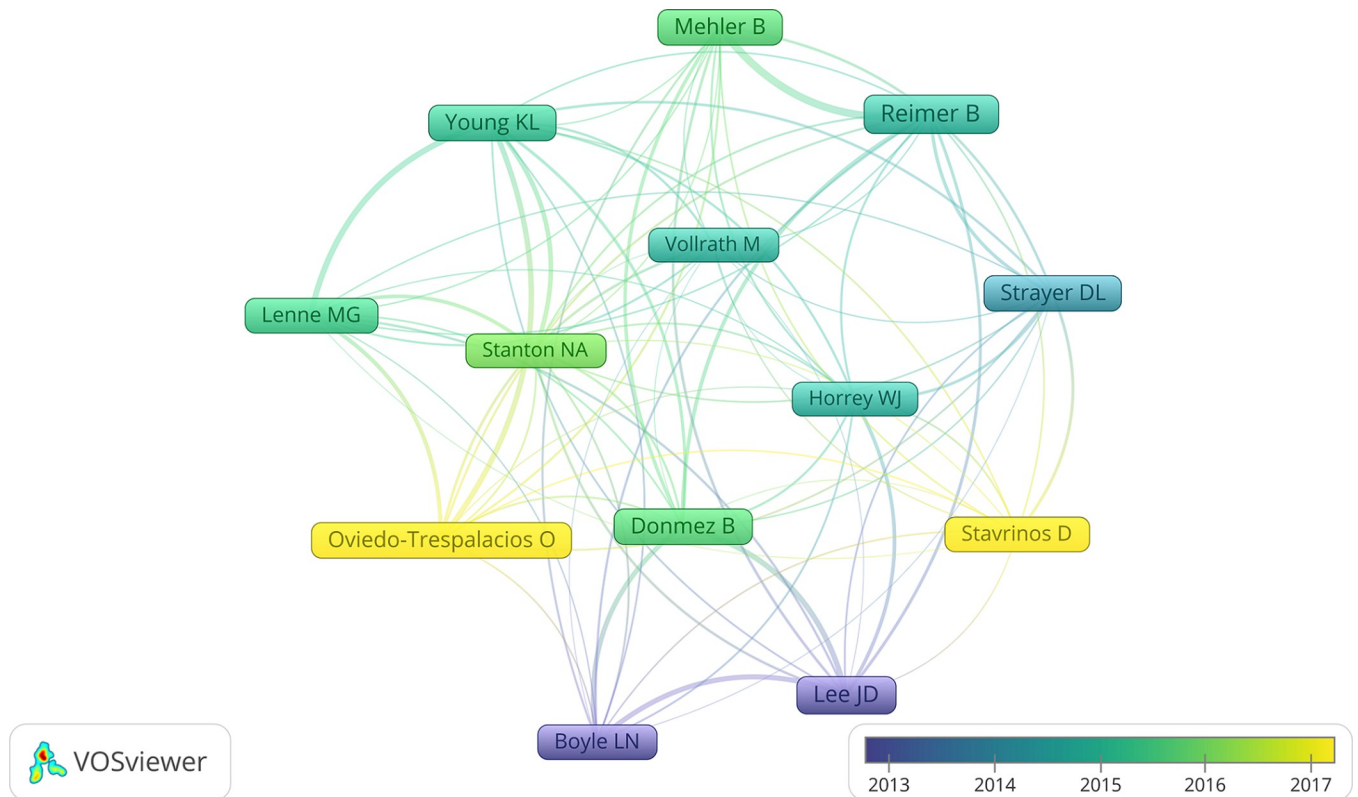 Mehler B
Reimer B
Young KL
Vollrath M
Strayer DL
Lenne MG
Stanton NA
Horrey WJ
Donmez B
Stavrinos D
Oviedo-Trespalacios O
Lee JD
Boyle LN
VOSviewer
2013 2014 2015 2016 2017